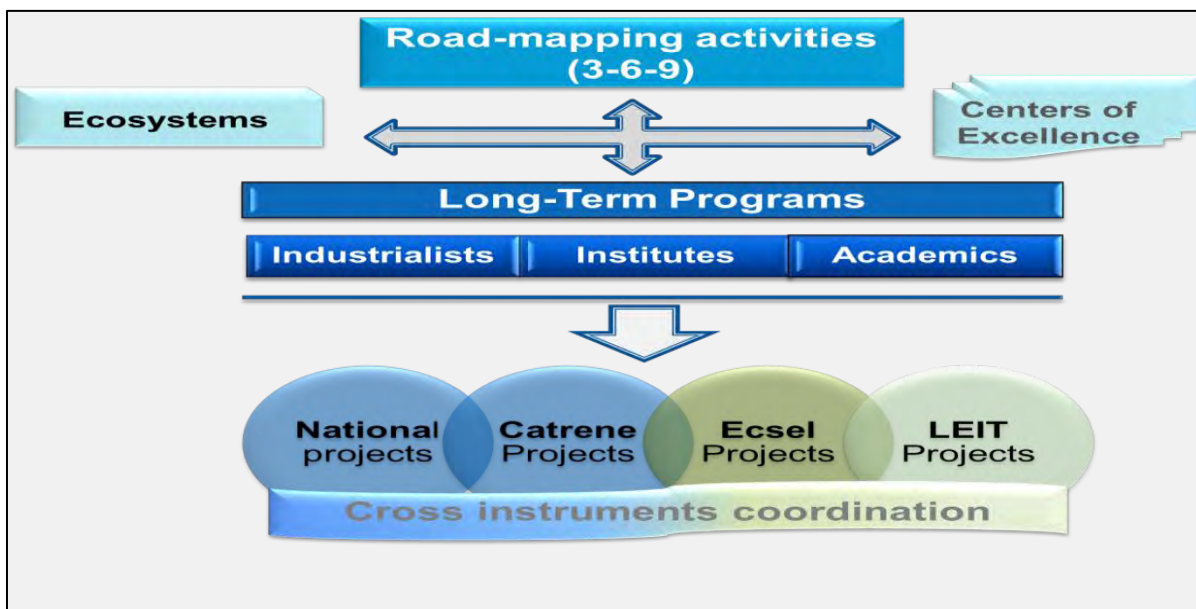 Road-mapping activities
(3-6-9)
Ecosystems
Centers of
Excellence
Long-Term Programs
Industrialists
Institutes
Academics
National
projects
Catrene
Projects
Ecsel
Projects
LEIT
Projects
Cross instruments coordination